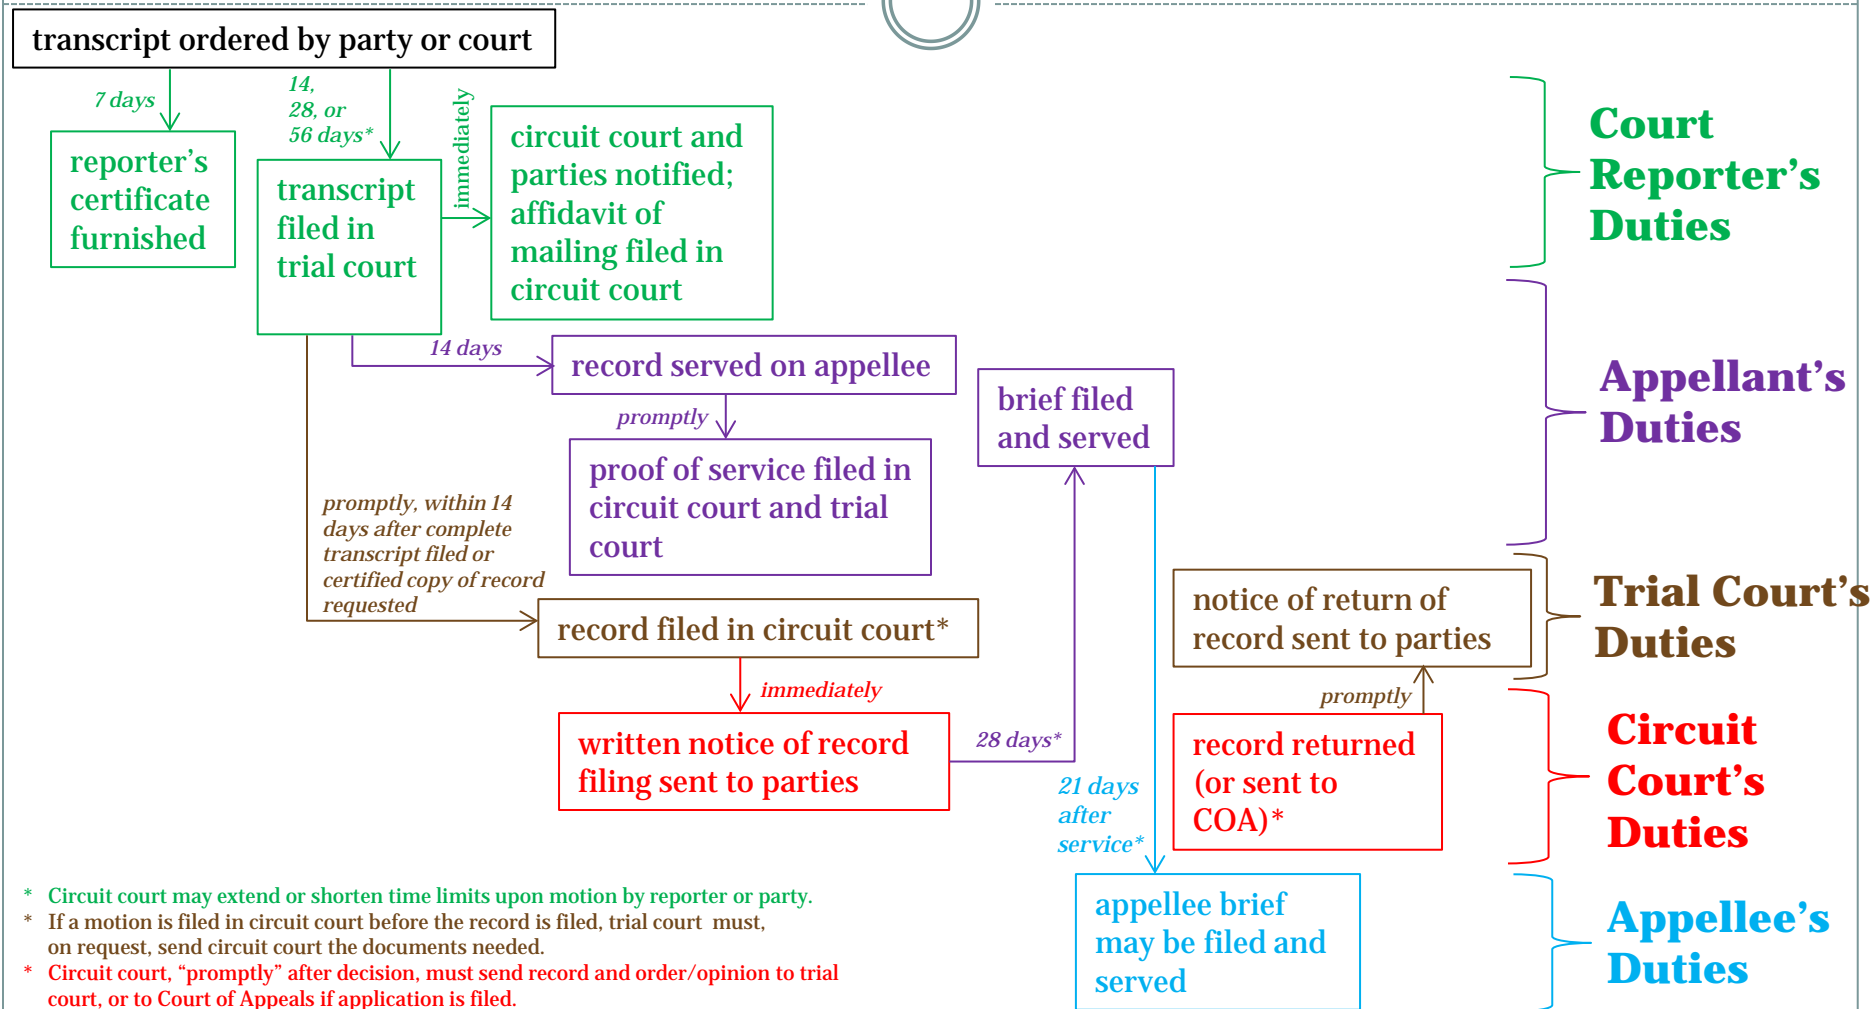 transcript ordered by party or court
7 days
14,
28, or
56 days*
immediately
reporter's
certificate
furnished
transcript
filed in
trial court
circuit court and
parties notified;
affidavit of
mailing filed in
circuit court
Court
Reporter's
Duties
14 days
record served on appellee
promptly
proof of service filed in
circuit court and trial
court
brief filed
and served
Appellant's
Duties
promptly, within 14
days after complete
transcript filed or
certified copy of record
requested
record filed in circuit court*
notice of return of
record sent to parties
Trial Court's
Duties
immediately
promptly
written notice of record
filing sent to parties
28 days*
record returned
(or sent to
COA)*
Circuit
Court's
Duties
21 days
after
service*
appellee brief
may be filed and
served
Appellee's
Duties
* Circuit court may extend or shorten time limits upon motion by reporter or party.
* If a motion is filed in circuit court before the record is filed, trial court must,
on request, send circuit court the documents needed.
* Circuit court, “promptly” after decision, must send record and order/opinion to trial
court, or to Court of Appeals if application is filed.